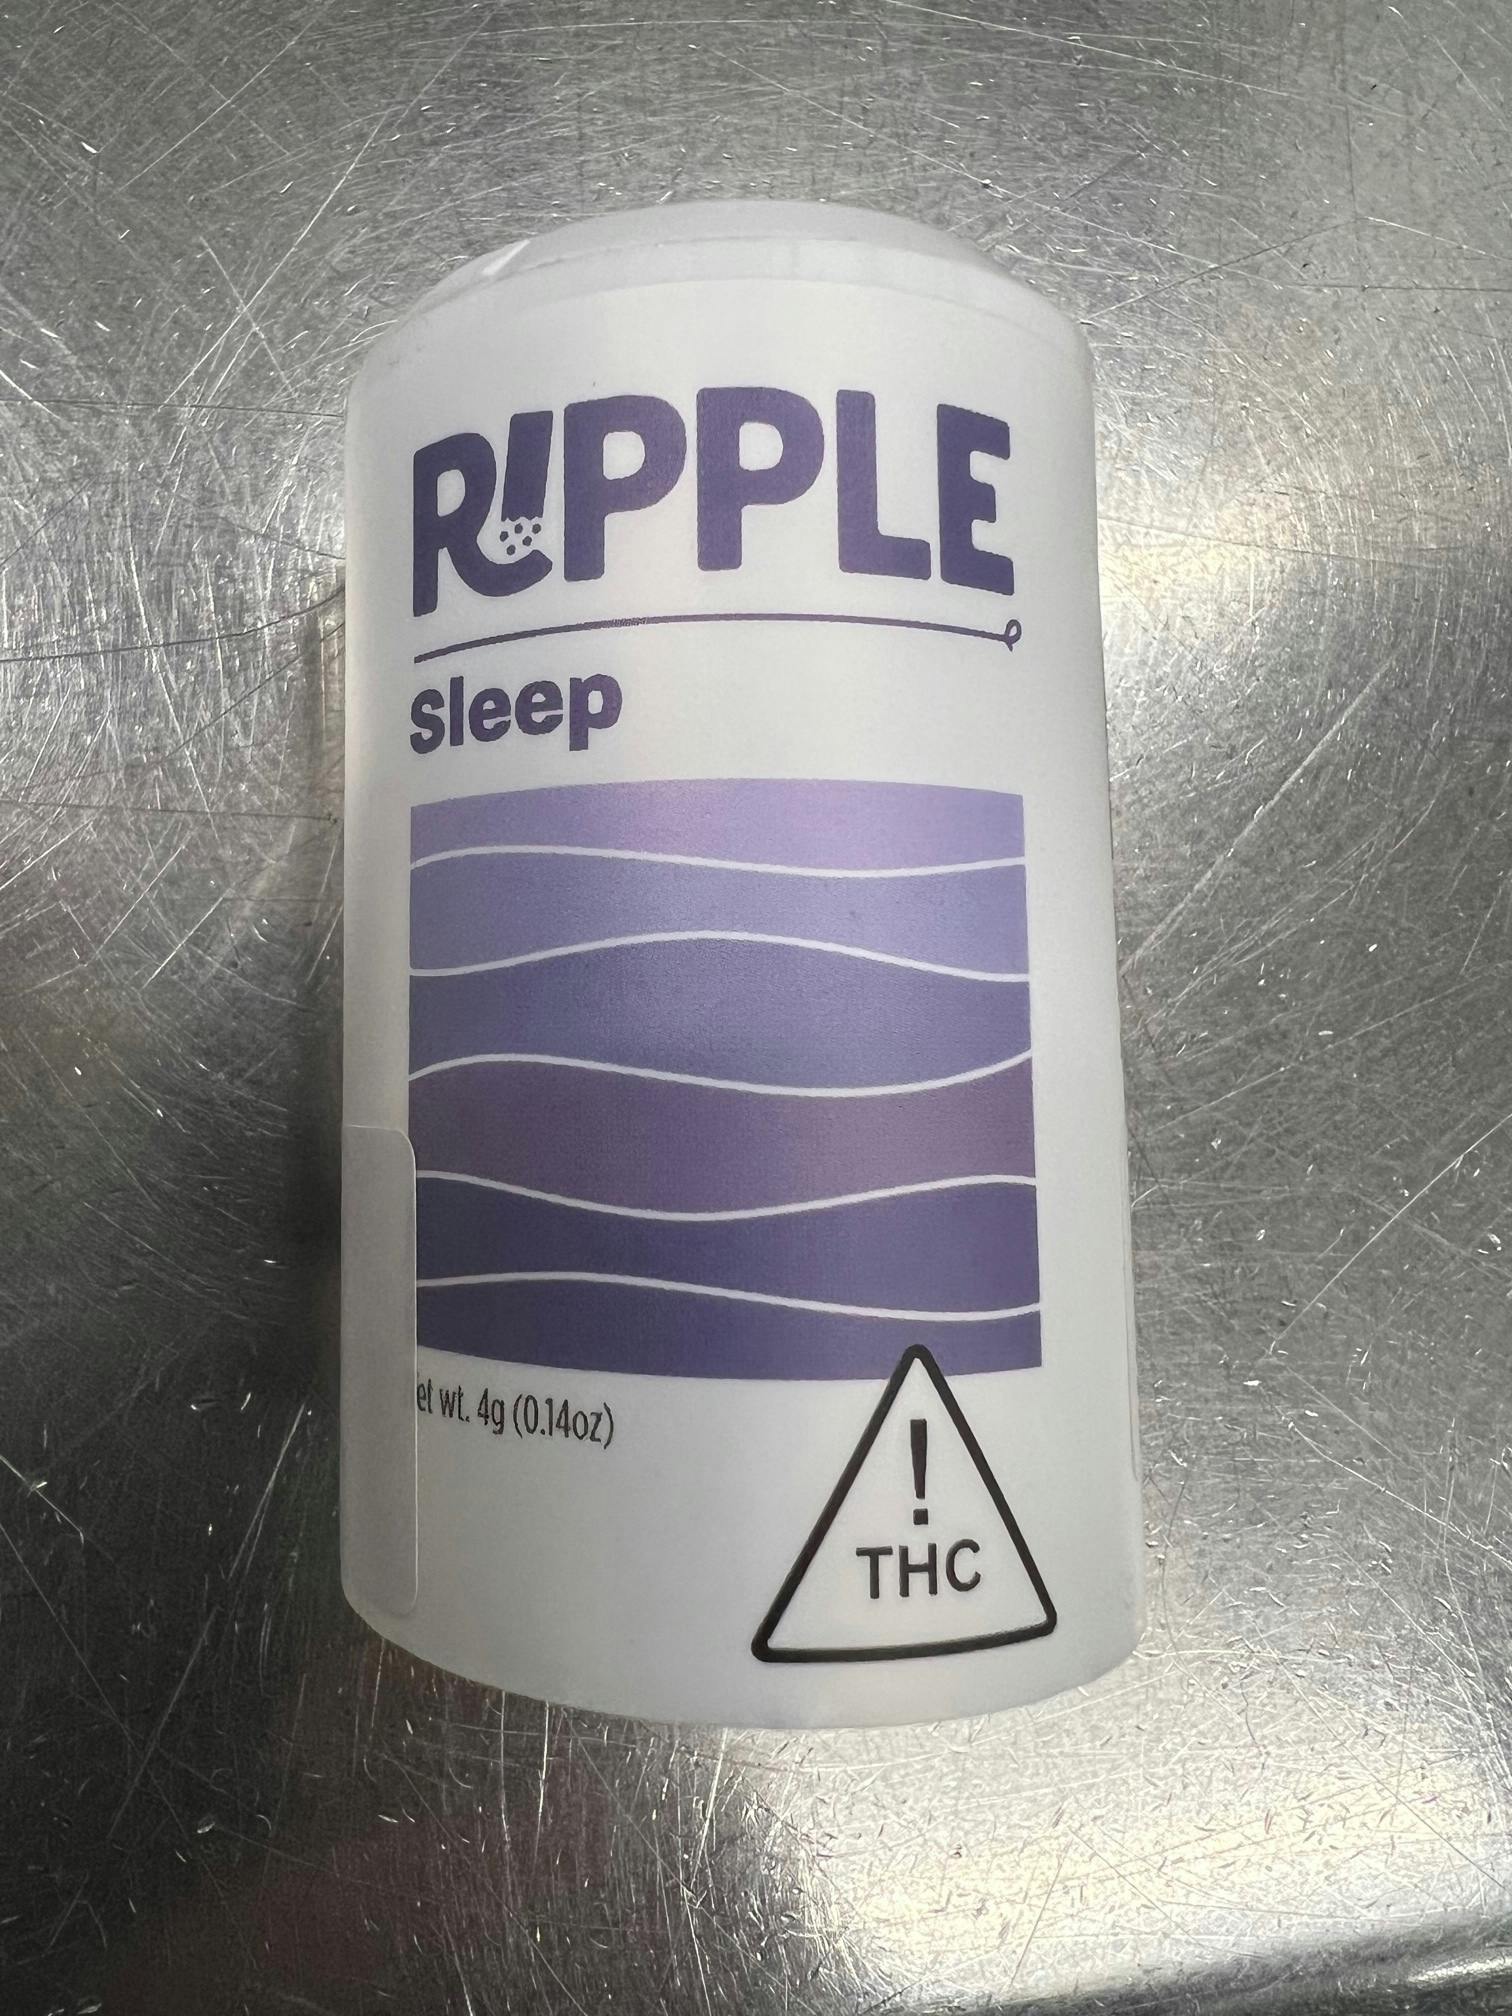 RIPPLE
Sleep
et wt. 4g (0.14oz)
!
THC